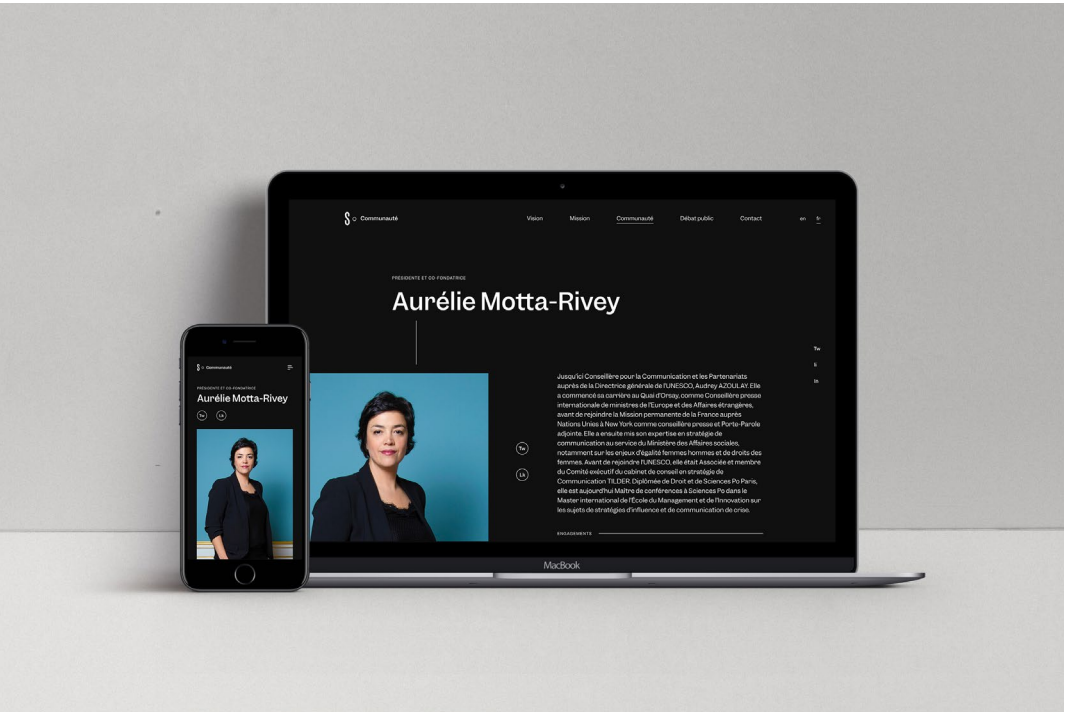 S Communauté
Vision
Mission
Communauté
Débat public
Contact
en
fr
PRÉSIDENTE ET CO-FONDATRICE
Aurélie Motta-Rivey
Tw
li
in
Jusqu'ici Conseillère pour la Communication et les Partenariats
auprès de la Directrice générale de l'UNESCO, Audrey AZOULAY. Elle
a commencé sa carrière au Quai d'Orsay, comme Conseillère presse
internationale de ministres de l'Europe et des Affaires étrangères,
avant de rejoindre la Mission permanente de la France auprès
Nations Unies à New York comme conseillère presse et Porte-Parole
adjointe. Elle a ensuite mis son expertise en stratégie de
communication au service du Ministère des Affaires sociales,
notamment sur les enjeux d'égalité femmes hommes et de droits des
femmes. Avant de rejoindre l'UNESCO, elle était Associée et membre
du Comité exécutif du cabinet de conseil en stratégie de
Communication TILDER. Diplômée de Droit et de Sciences Po Paris,
elle est aujourd'hui Maître de conférences à Sciences Po dans le
Master international de l'École du Management et de l'Innovation sur
les sujets de stratégies d'influence et de communication de crise.
Tw
Lk
ENGAGEMENTS
MacBook
S Communauté
PRÉSIDENTE ET CO-FONDATRICE
Aurélie Motta-Rivey
Tw
Lk